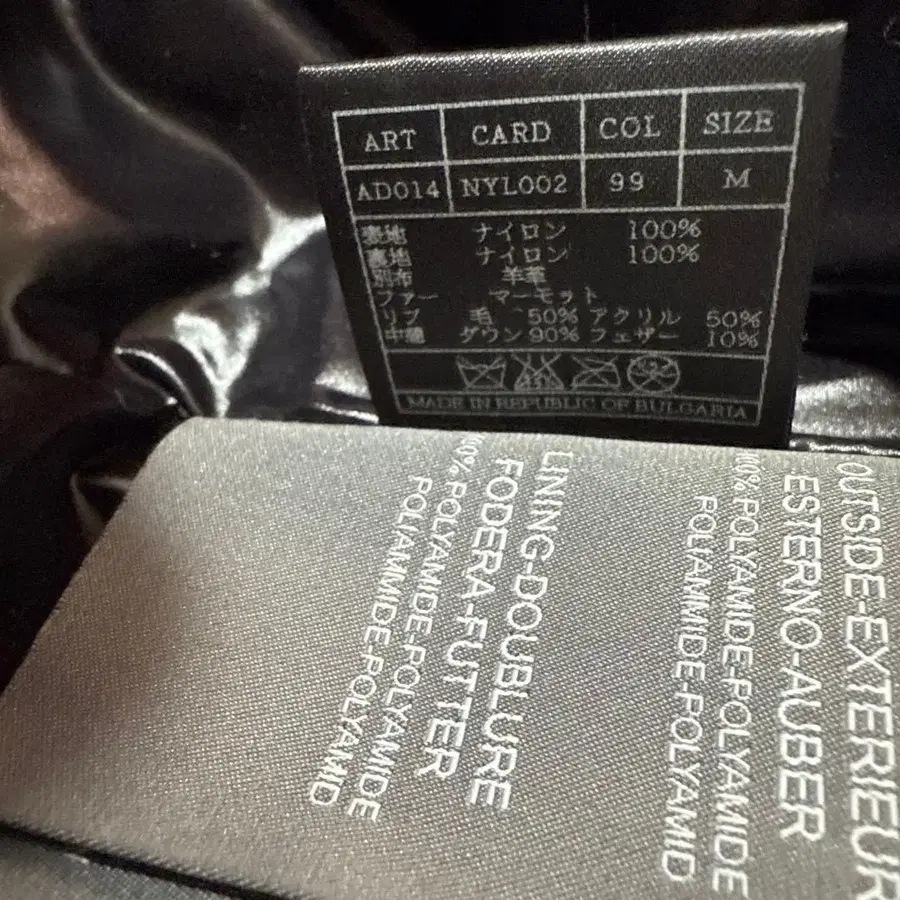 ART CARD COL SIZE
AD014 NYL002 99 M
表地 ナイロン 100%
裏地 ナイロン 100%
別布 羊革
ファー マーモット
リブ 毛 50% アクリル 50%
中種 ダウン 90% フェザー 10%
MADE IN REPUBLIC OF BULGARIA
OUTSIDE-EXTERIEUR
ESTERNO-AUBER
100% POLYAMIDE-POLYAMIDE
POLIAMMIDE-POLYAMID
LINING-DOUBLURE
FODERA-FUTTER
100% POLYAMIDE-POLYAMIDE
POLIAMMIDE-POLYAMID